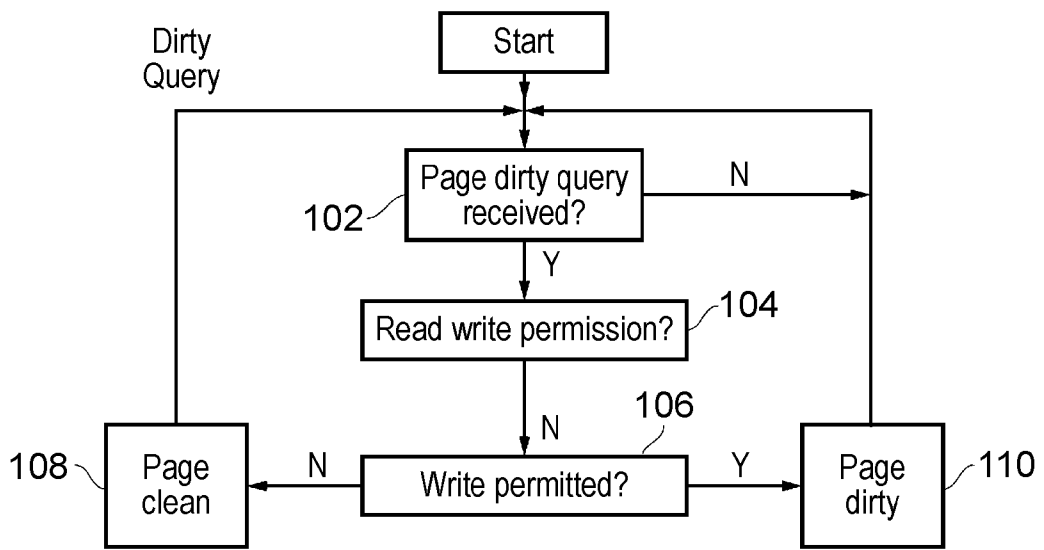 Start
Dirty
Query
Page dirty query
received?
102
N
Y
Read write permission?
104
N
106
108
Page
clean
N
Write permitted?
Y
Page
dirty
110